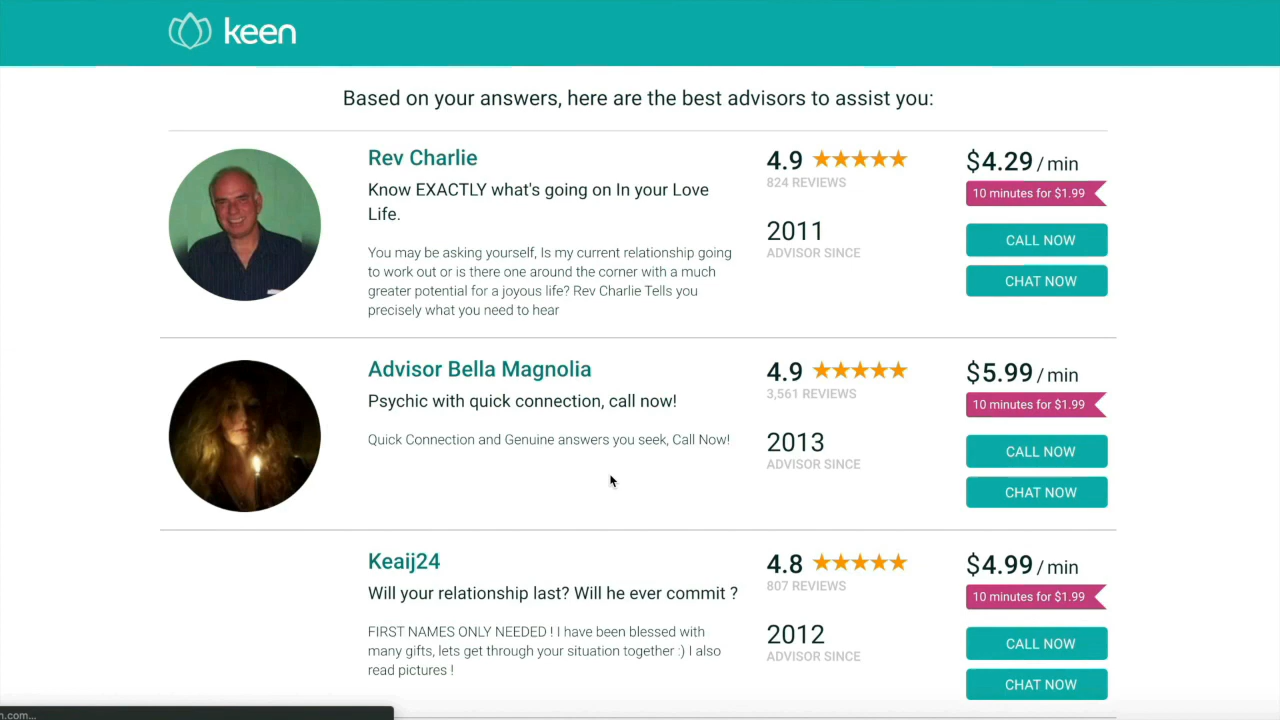 keen
Based on your answers, here are the best advisors to assist you:
Rev Charlie
Know EXACTLY what's going on In your Love
Life.
You may be asking yourself, Is my current relationship going
to work out or is there one around the corner with a much
greater potential for a joyous life? Rev Charlie Tells you
precisely what you need to hear
4.9
824 REVIEWS
2011
ADVISOR SINCE
$4.29 / min
10 minutes for $1.99
CALL NOW
CHAT NOW
Advisor Bella Magnolia
Psychic with quick connection, call now!
Quick Connection and Genuine answers you seek, Call Now!
4.9
3,561 REVIEWS
2013
ADVISOR SINCE
$5.99 / min
10 minutes for $1.99
CALL NOW
CHAT NOW
Keaij24
Will your relationship last? Will he ever commit ?
FIRST NAMES ONLY NEEDED ! I have been blessed with
many gifts, lets get through your situation together :) I also
read pictures !
4.8
807 REVIEWS
2012
ADVISOR SINCE
$4.99 / min
10 minutes for $1.99
CALL NOW
CHAT NOW
n.com...